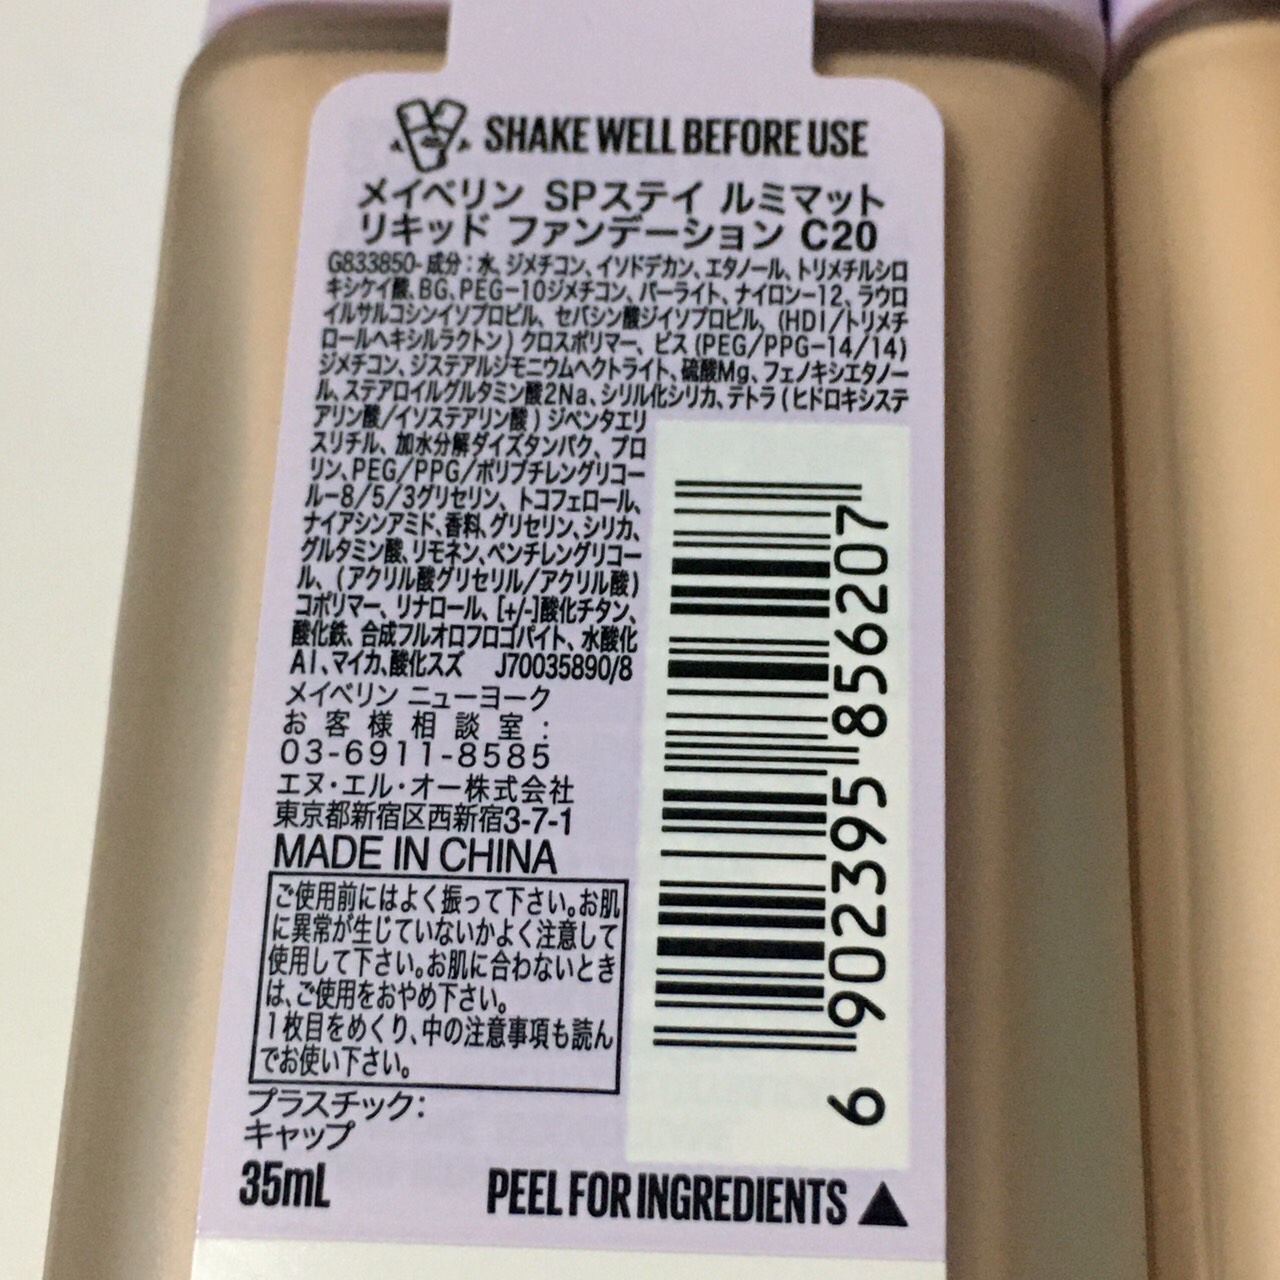 SHAKE WELL BEFORE USE
メイベリン SPステイ ルミマット
リキッド ファンデーション C20
G833850- 成分：水、ジメチコン、イソドデカン、エタノール、トリメチルシロ
キシケイ酸、BG、PEG-10ジメチコン、パーライト、ナイロン-12、ラウロ
イルサルコシンイソプロピル、セバシン酸ジイソプロピル、(HDI/トリメチ
ロールヘキシルラクトン)クロスポリマー、ビス(PEG/PPG-14/14)
ジメチコン、ジステアルジモニウムヘクトライト、硫酸Mg、フェノキシエタノー
ル、ステアロイルグルタミン酸2Na、シリル化シリカ、テトラ(ヒドロキシステ
アリン酸/イソステアリン酸)ジペンタエリ
スリチル、加水分解ダイズタンパク、プロ
リン、PEG/PPG/ポリブチレングリコー
ル-8/5/3グリセリン、トコフェロール、
ナイアシンアミド、香料、グリセリン、シリカ、
グルタミン酸、リモネン、ペンチレングリコー
ル、(アクリル酸グリセリル/アクリル酸)
コポリマー、リナロール、[+/-]酸化チタン、
酸化鉄、合成フルオロフロゴパイト、水酸化
Al、マイカ、酸化スズ J70035890/8
メイベリン ニューヨーク
お客様相談室：
03-6911-8585
エヌ・エル・オー株式会社
東京都新宿区西新宿3-7-1
MADE IN CHINA
ご使用前にはよく振って下さい。お肌
に異常が生じていないかよく注意して
使用して下さい。お肌に合わないとき
は、ご使用をおやめ下さい。
1枚目をめくり、中の注意事項も読ん
でお使い下さい。
プラスチック：
キャップ
35mL
PEEL FOR INGREDIENTS ▲
6 902395 856207